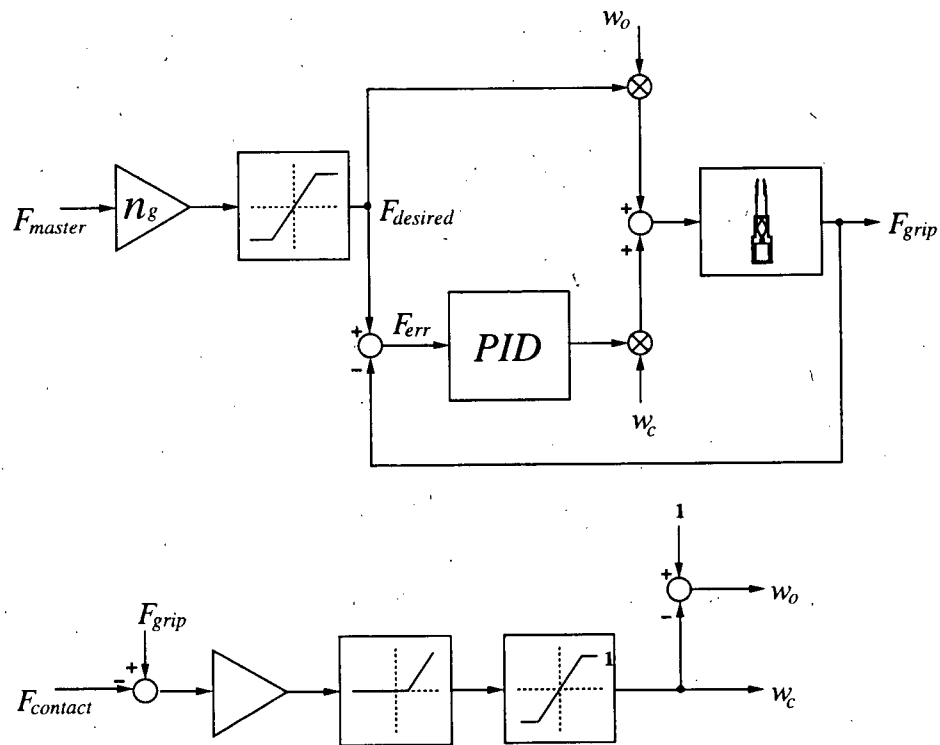 w_o
F_master
n_g
F_desired
+
+
F_grip
+
-
F_err
PID
w_c
1
+
-
w_o
F_grip
+
-
F_contact
1
w_c